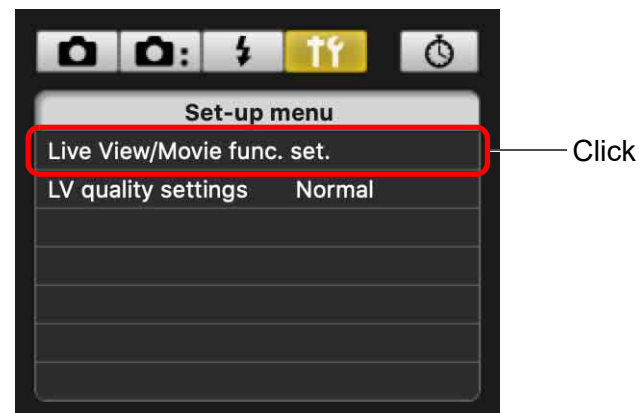 Set-up menu
Live View/Movie func. set.
Click
LV quality settings Normal